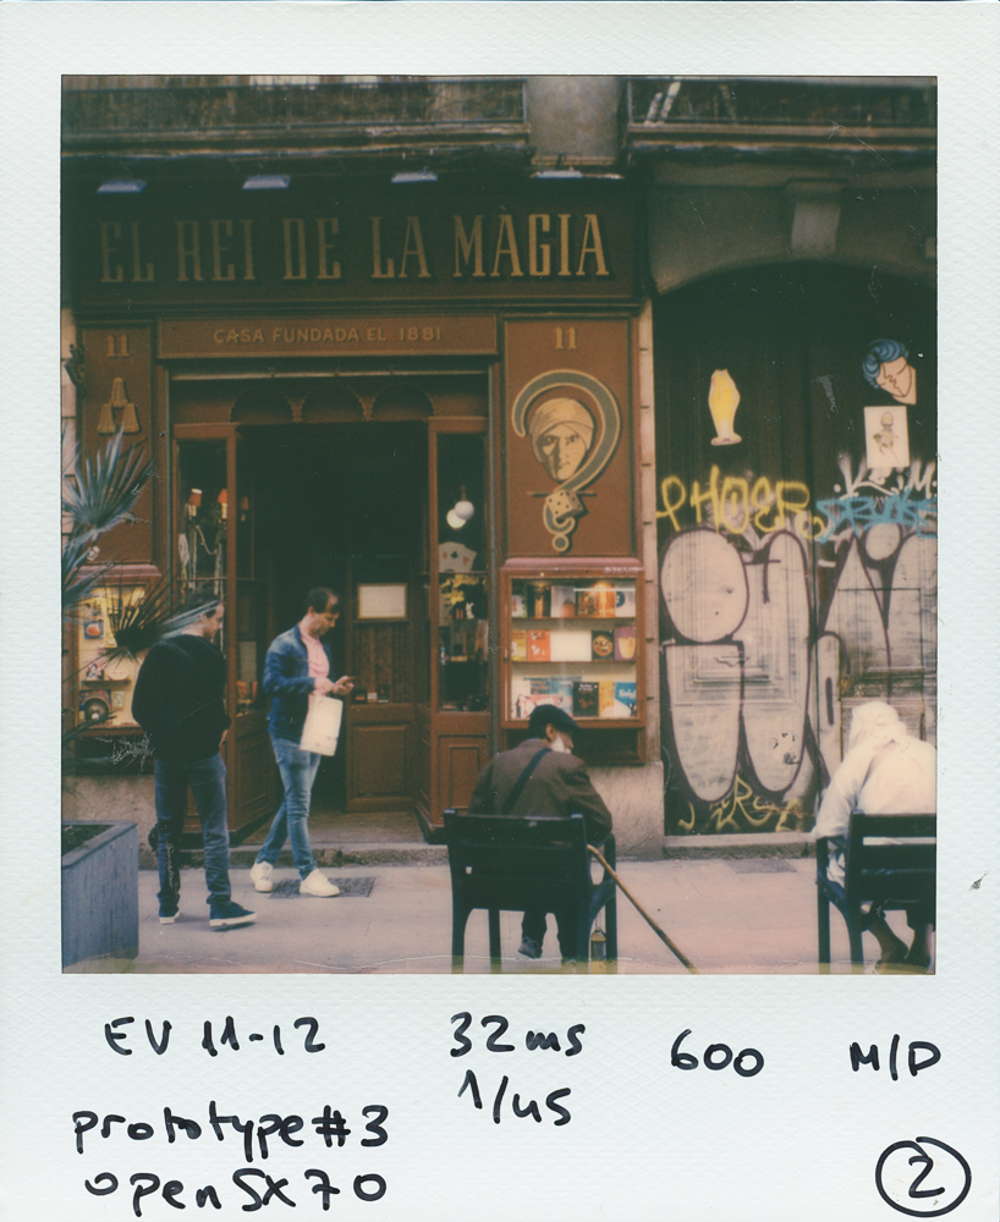 EL REI DE LA MÀGIA
CASA FUNDADA EL 1881
11
11
PHOER
EV 11-12
32ms
600
M/D
1/45
prototype#3
openSX70
2